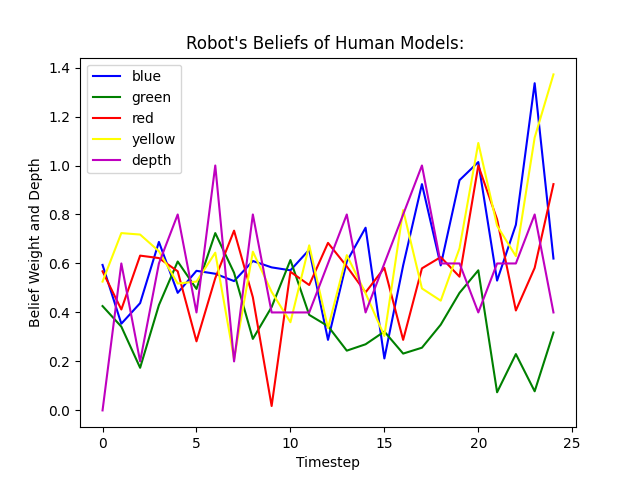 Robot's Beliefs of Human Models:
blue
green
red
yellow
depth
Belief Weight and Depth
1.4
1.2
1.0
0.8
0.6
0.4
0.2
0.0
0 5 10 15 20 25
Timestep